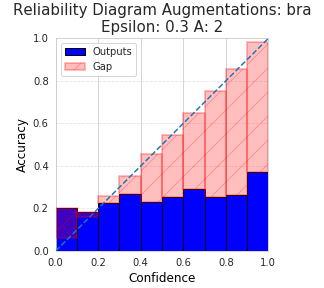 Reliability Diagram Augmentations: bra
Epsilon: 0.3 A: 2
1.0
0.8
0.6
0.4
0.2
0.0
Accuracy
Outputs
Gap
0.0 0.2 0.4 0.6 0.8 1.0
Confidence